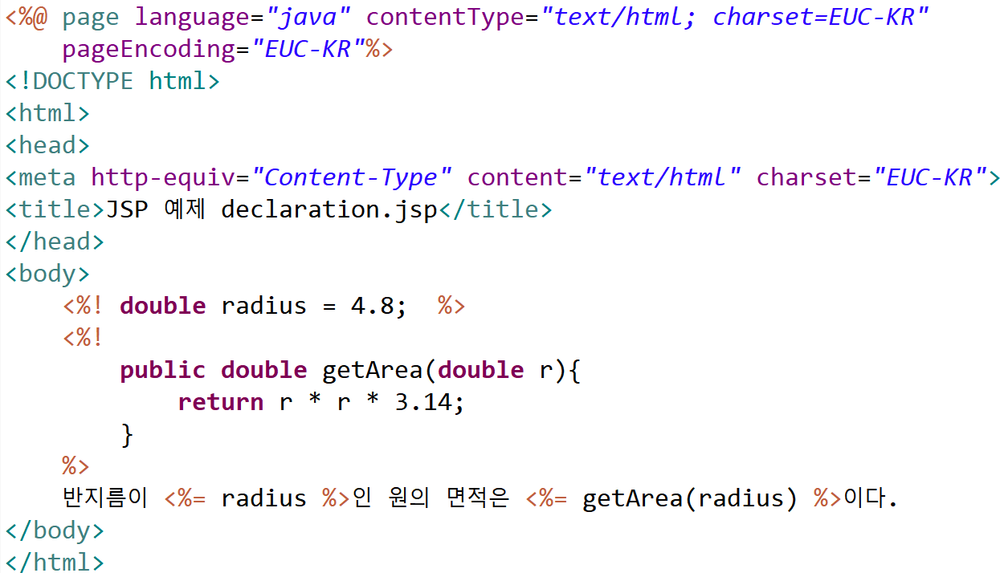 <%@ page language="java" contentType="text/html; charset=EUC-KR"
    pageEncoding="EUC-KR"%>
<!DOCTYPE html>
<html>
<head>
<meta http-equiv="Content-Type" content="text/html" charset="EUC-KR">
<title>JSP 예제 declaration.jsp</title>
</head>
<body>
    <%! double radius = 4.8;  %>
    <%!
        public double getArea(double r){
            return r * r * 3.14;
        }
    %>
    반지름이 <%= radius %>인 원의 면적은 <%= getArea(radius) %>이다.
</body>
</html>